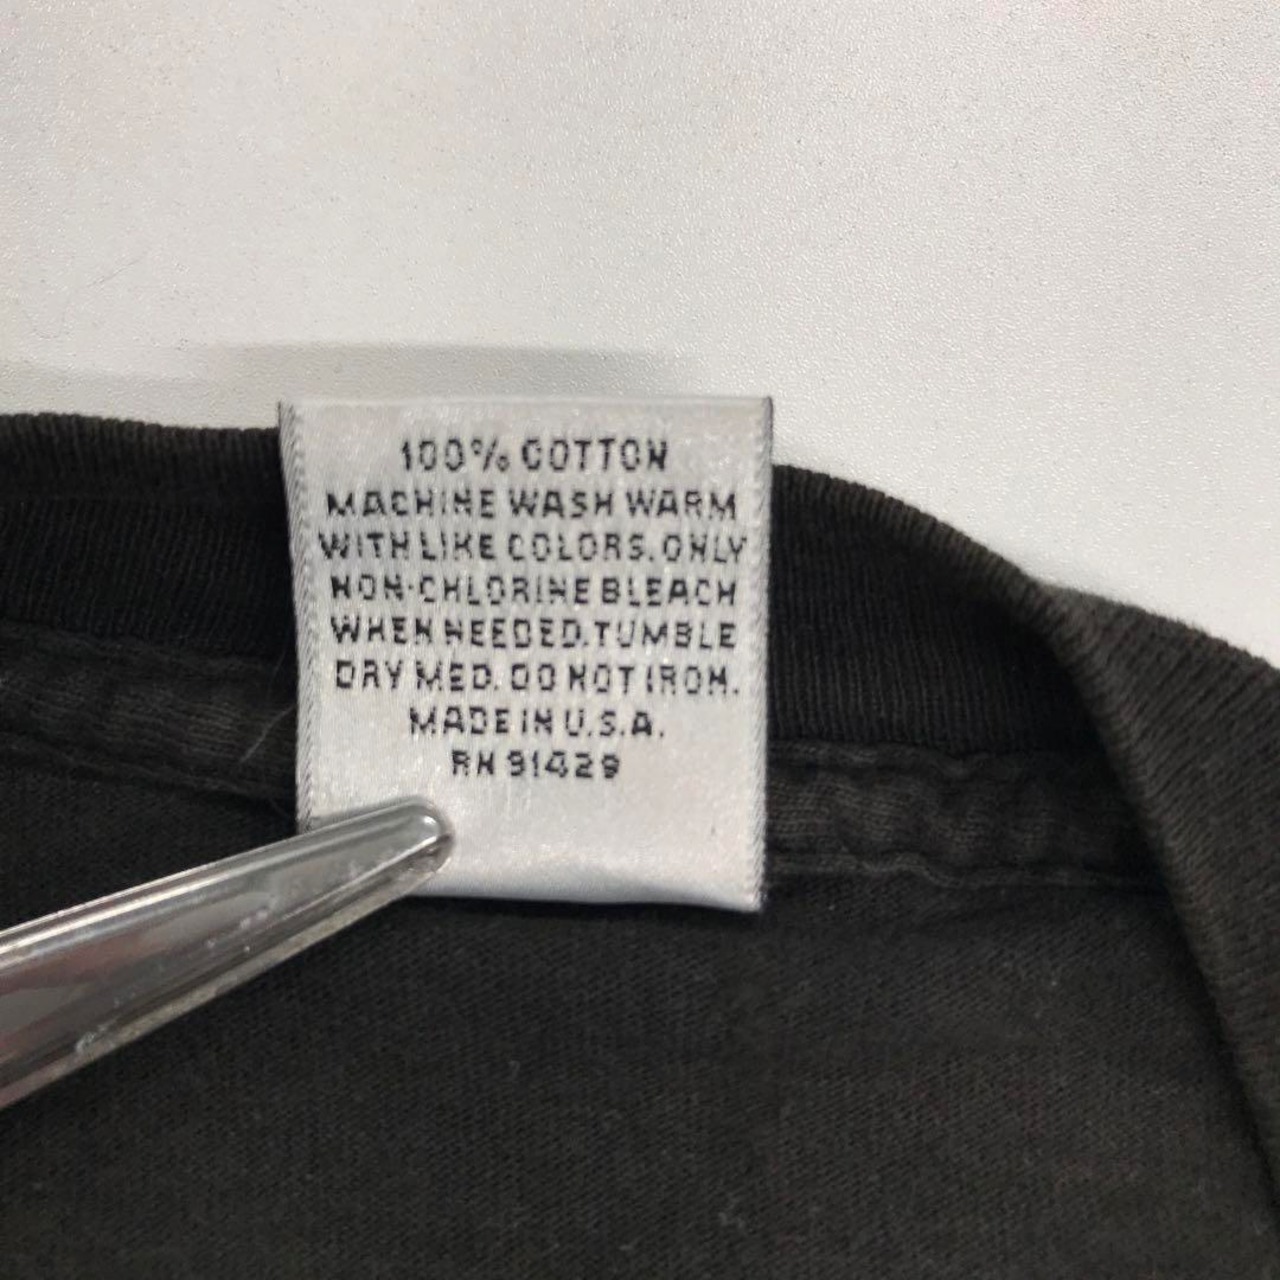 100% COTTON
MACHINE WASH WARM
WITH LIKE COLORS. ONLY
NON-CHLORINE BLEACH
WHEN NEEDED. TUMBLE
DRY MED. DO NOT IRON.
MADE IN U.S.A.
RN 91429